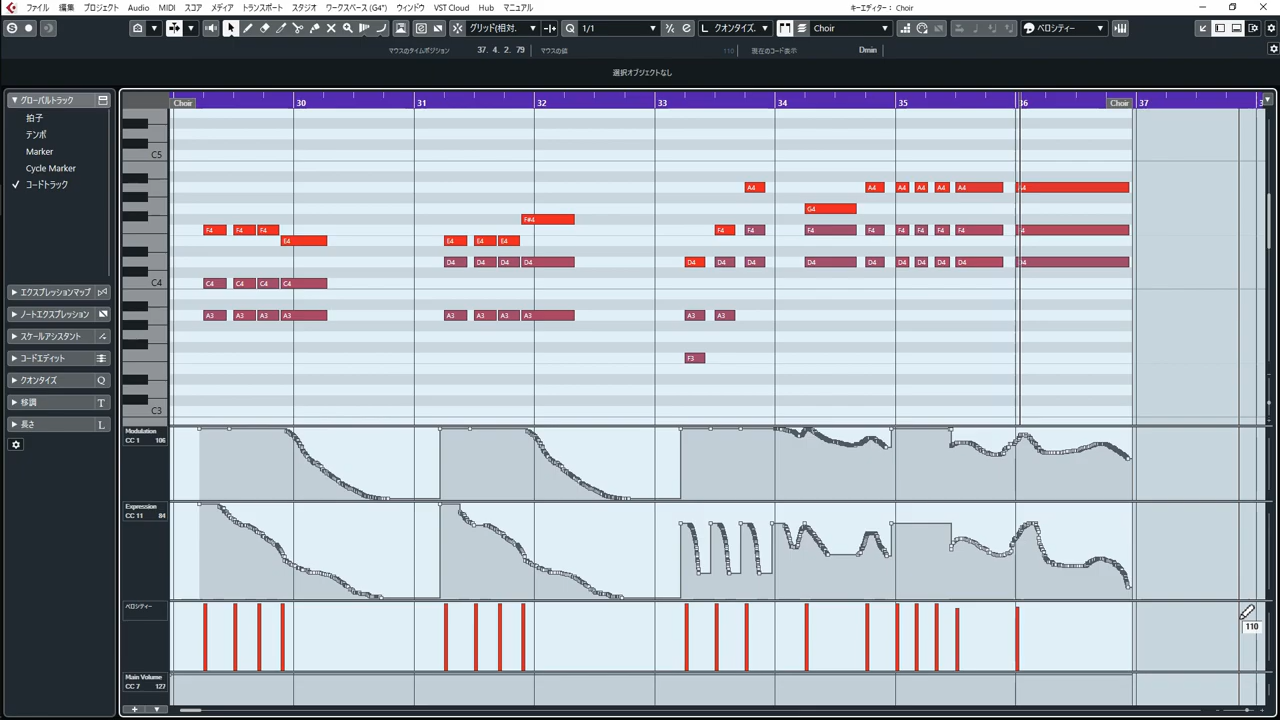 ファイル 編集 プロジェクト Audio MIDI スコア メディア トランスポート スタジオ ワークスペース (G4*) ウィンドウ VST Cloud Hub マニュアル
キーエディター： Choir
グリッド(相対. 1/1 L クオンタイズ. Choir ベロシティー
マウスのタイムポジション 37. 4. 2. 79 マウスの値 110 現在のコード表示 Dmin
選択オブジェクトなし
グローバルトラック
拍子
テンポ
Marker
Cycle Marker
コードトラック
エクスプレッションマップ
ノートエクスプレッション
スケールアシスタント
コードエディット
クオンタイズ Q
移調 T
長さ L
30 31 32 33 34 35 36 37
Choir Choir
C5
A4 A4 A4 A4 A4 A4 A4
G4
F#4
F4 F4 F4 F4 F4 F4 F4 F4 F4 F4 F4
E4 E4 E4 E4
D4 D4 D4 D4 D4 D4 D4 D4 D4 D4 D4 D4 D4
C4 C4 C4 C4 C4
A3 A3 A3 A3 A3 A3 A3 A3 A3 A3
F3
C3
Modulation
CC 1 106
Expression
CC 11 84
ベロシティー
110
Main Volume
CC 7 127